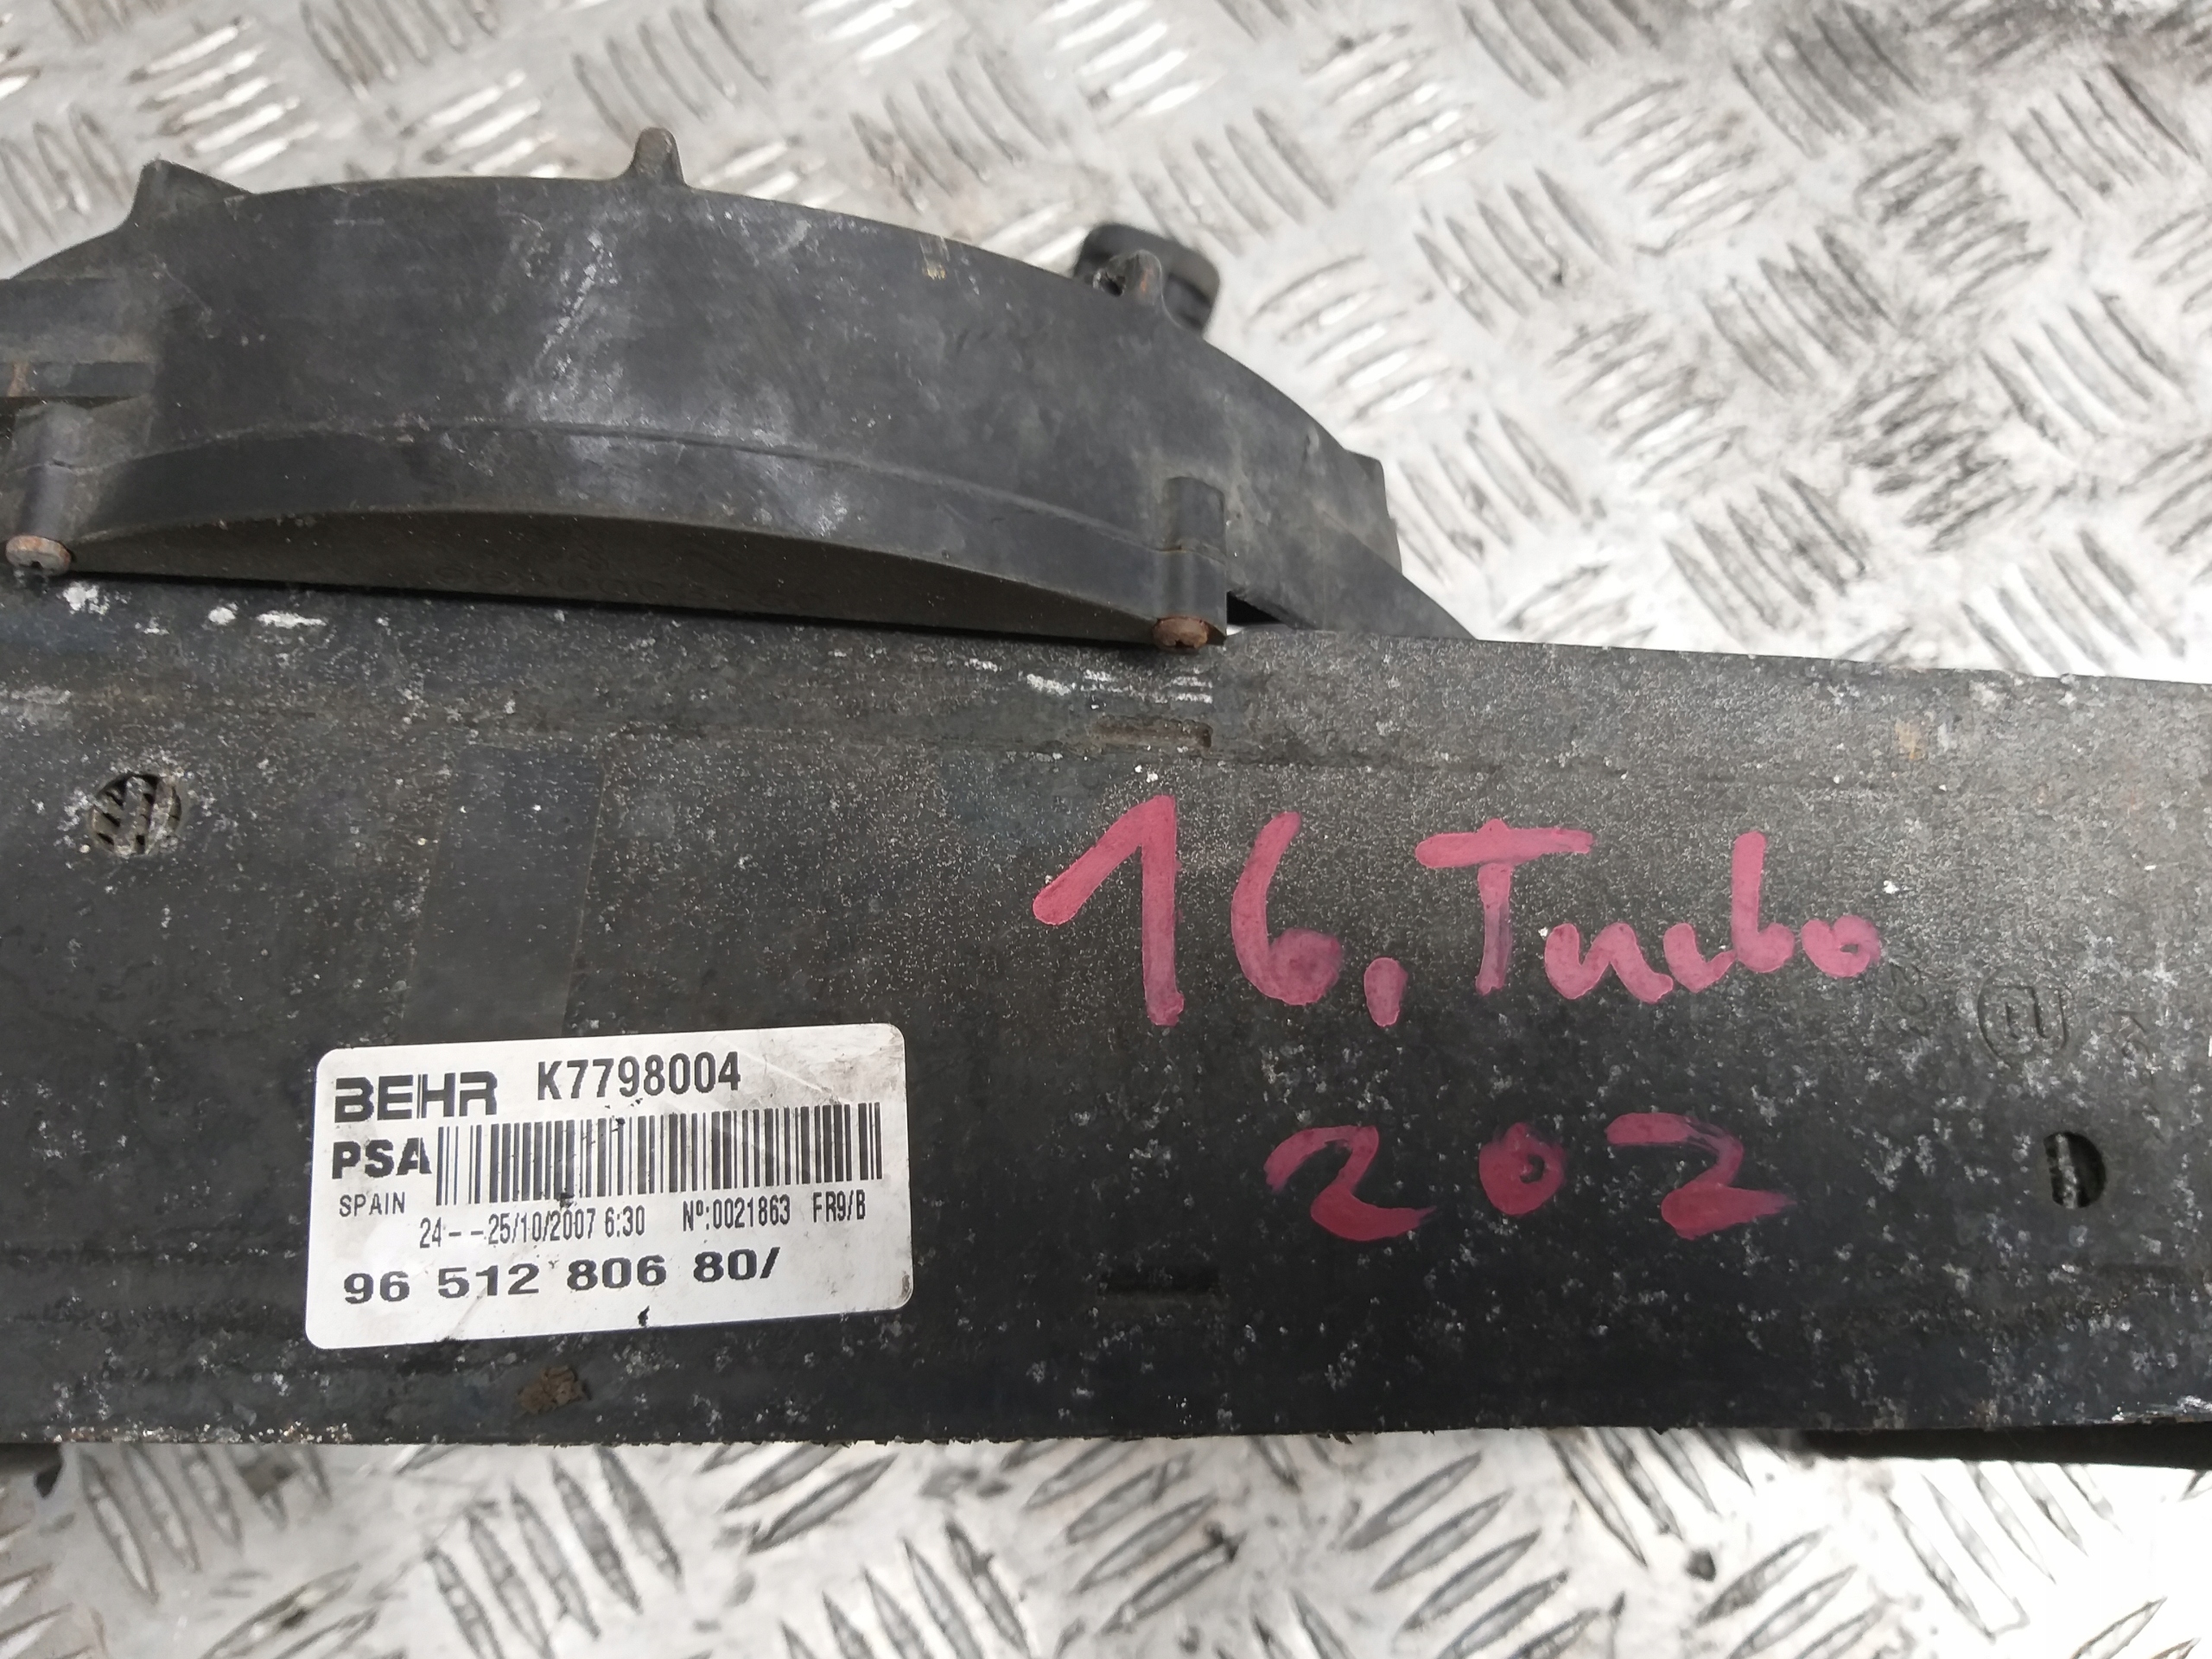 16. Turbo
207
BEHR K7798004
PSA
SPAIN
24--25/10/2007 6:30 Nº:0021863 FR9/B
96 512 806 80/